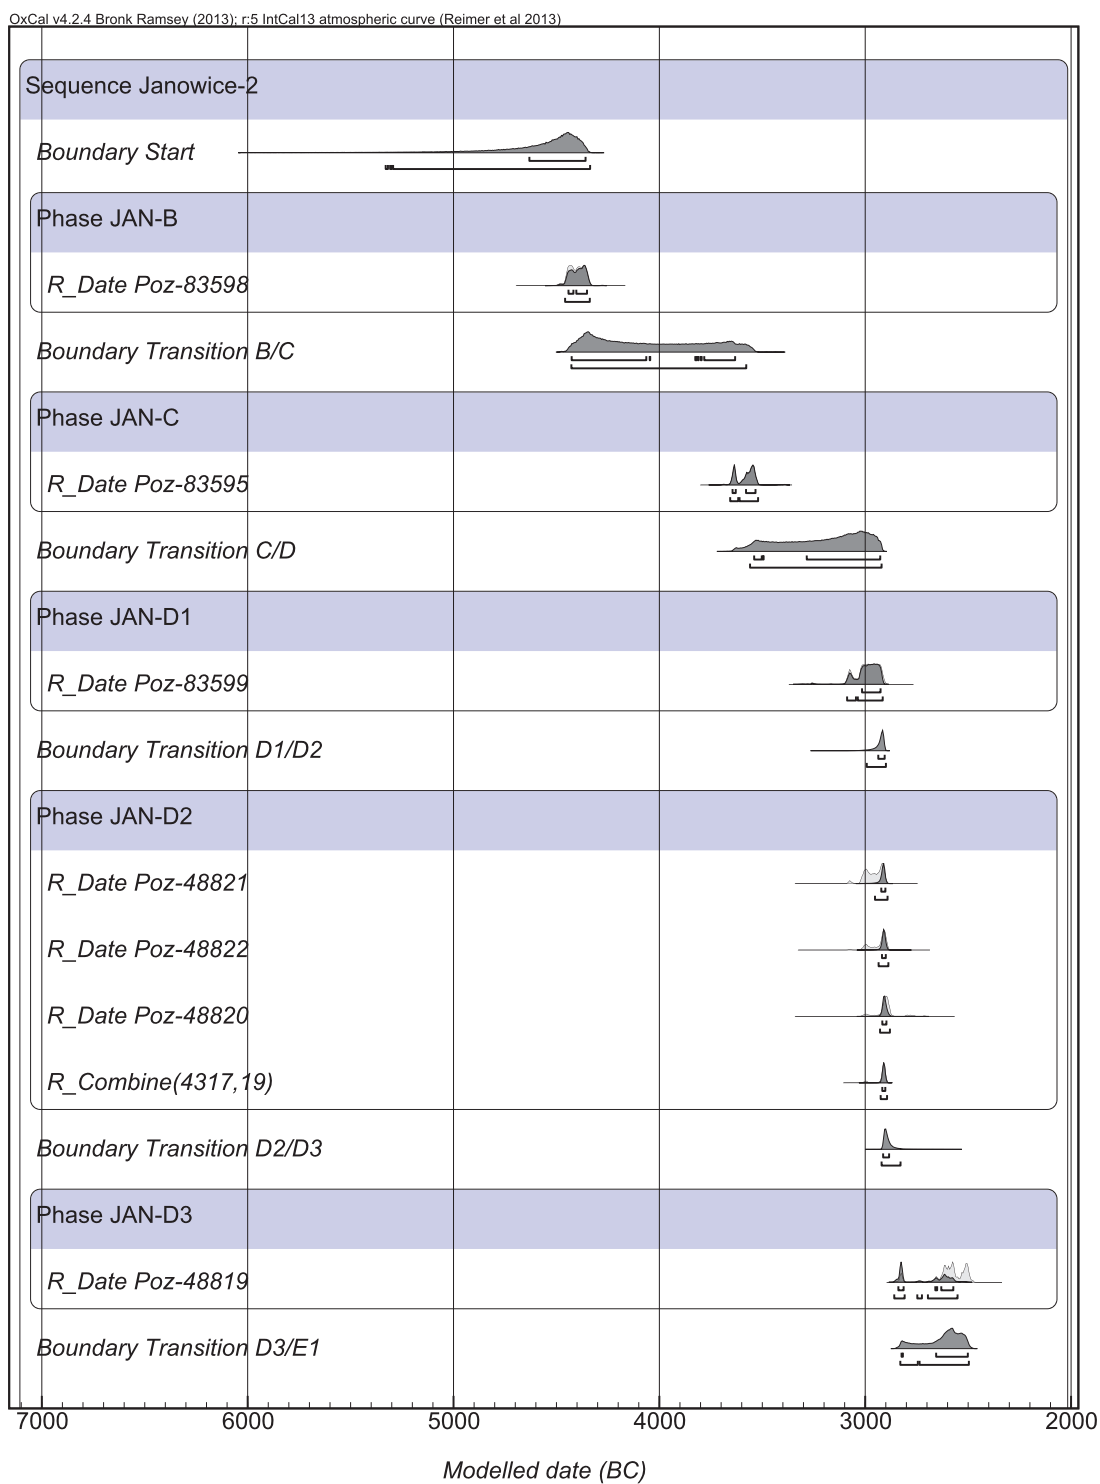 OxCal v4.2.4 Bronk Ramsey (2013); r:5 IntCal13 atmospheric curve (Reimer et al 2013)
Sequence Janowice-2
Boundary Start
Phase JAN-B
R_Date Poz-83598
Boundary Transition B/C
Phase JAN-C
R_Date Poz-83595
Boundary Transition C/D
Phase JAN-D1
R_Date Poz-83599
Boundary Transition D1/D2
Phase JAN-D2
R_Date Poz-48821
R_Date Poz-48822
R_Date Poz-48820
R_Combine(4317,19)
Boundary Transition D2/D3
Phase JAN-D3
R_Date Poz-48819
Boundary Transition D3/E1
7000 6000 5000 4000 3000 2000
Modelled date (BC)